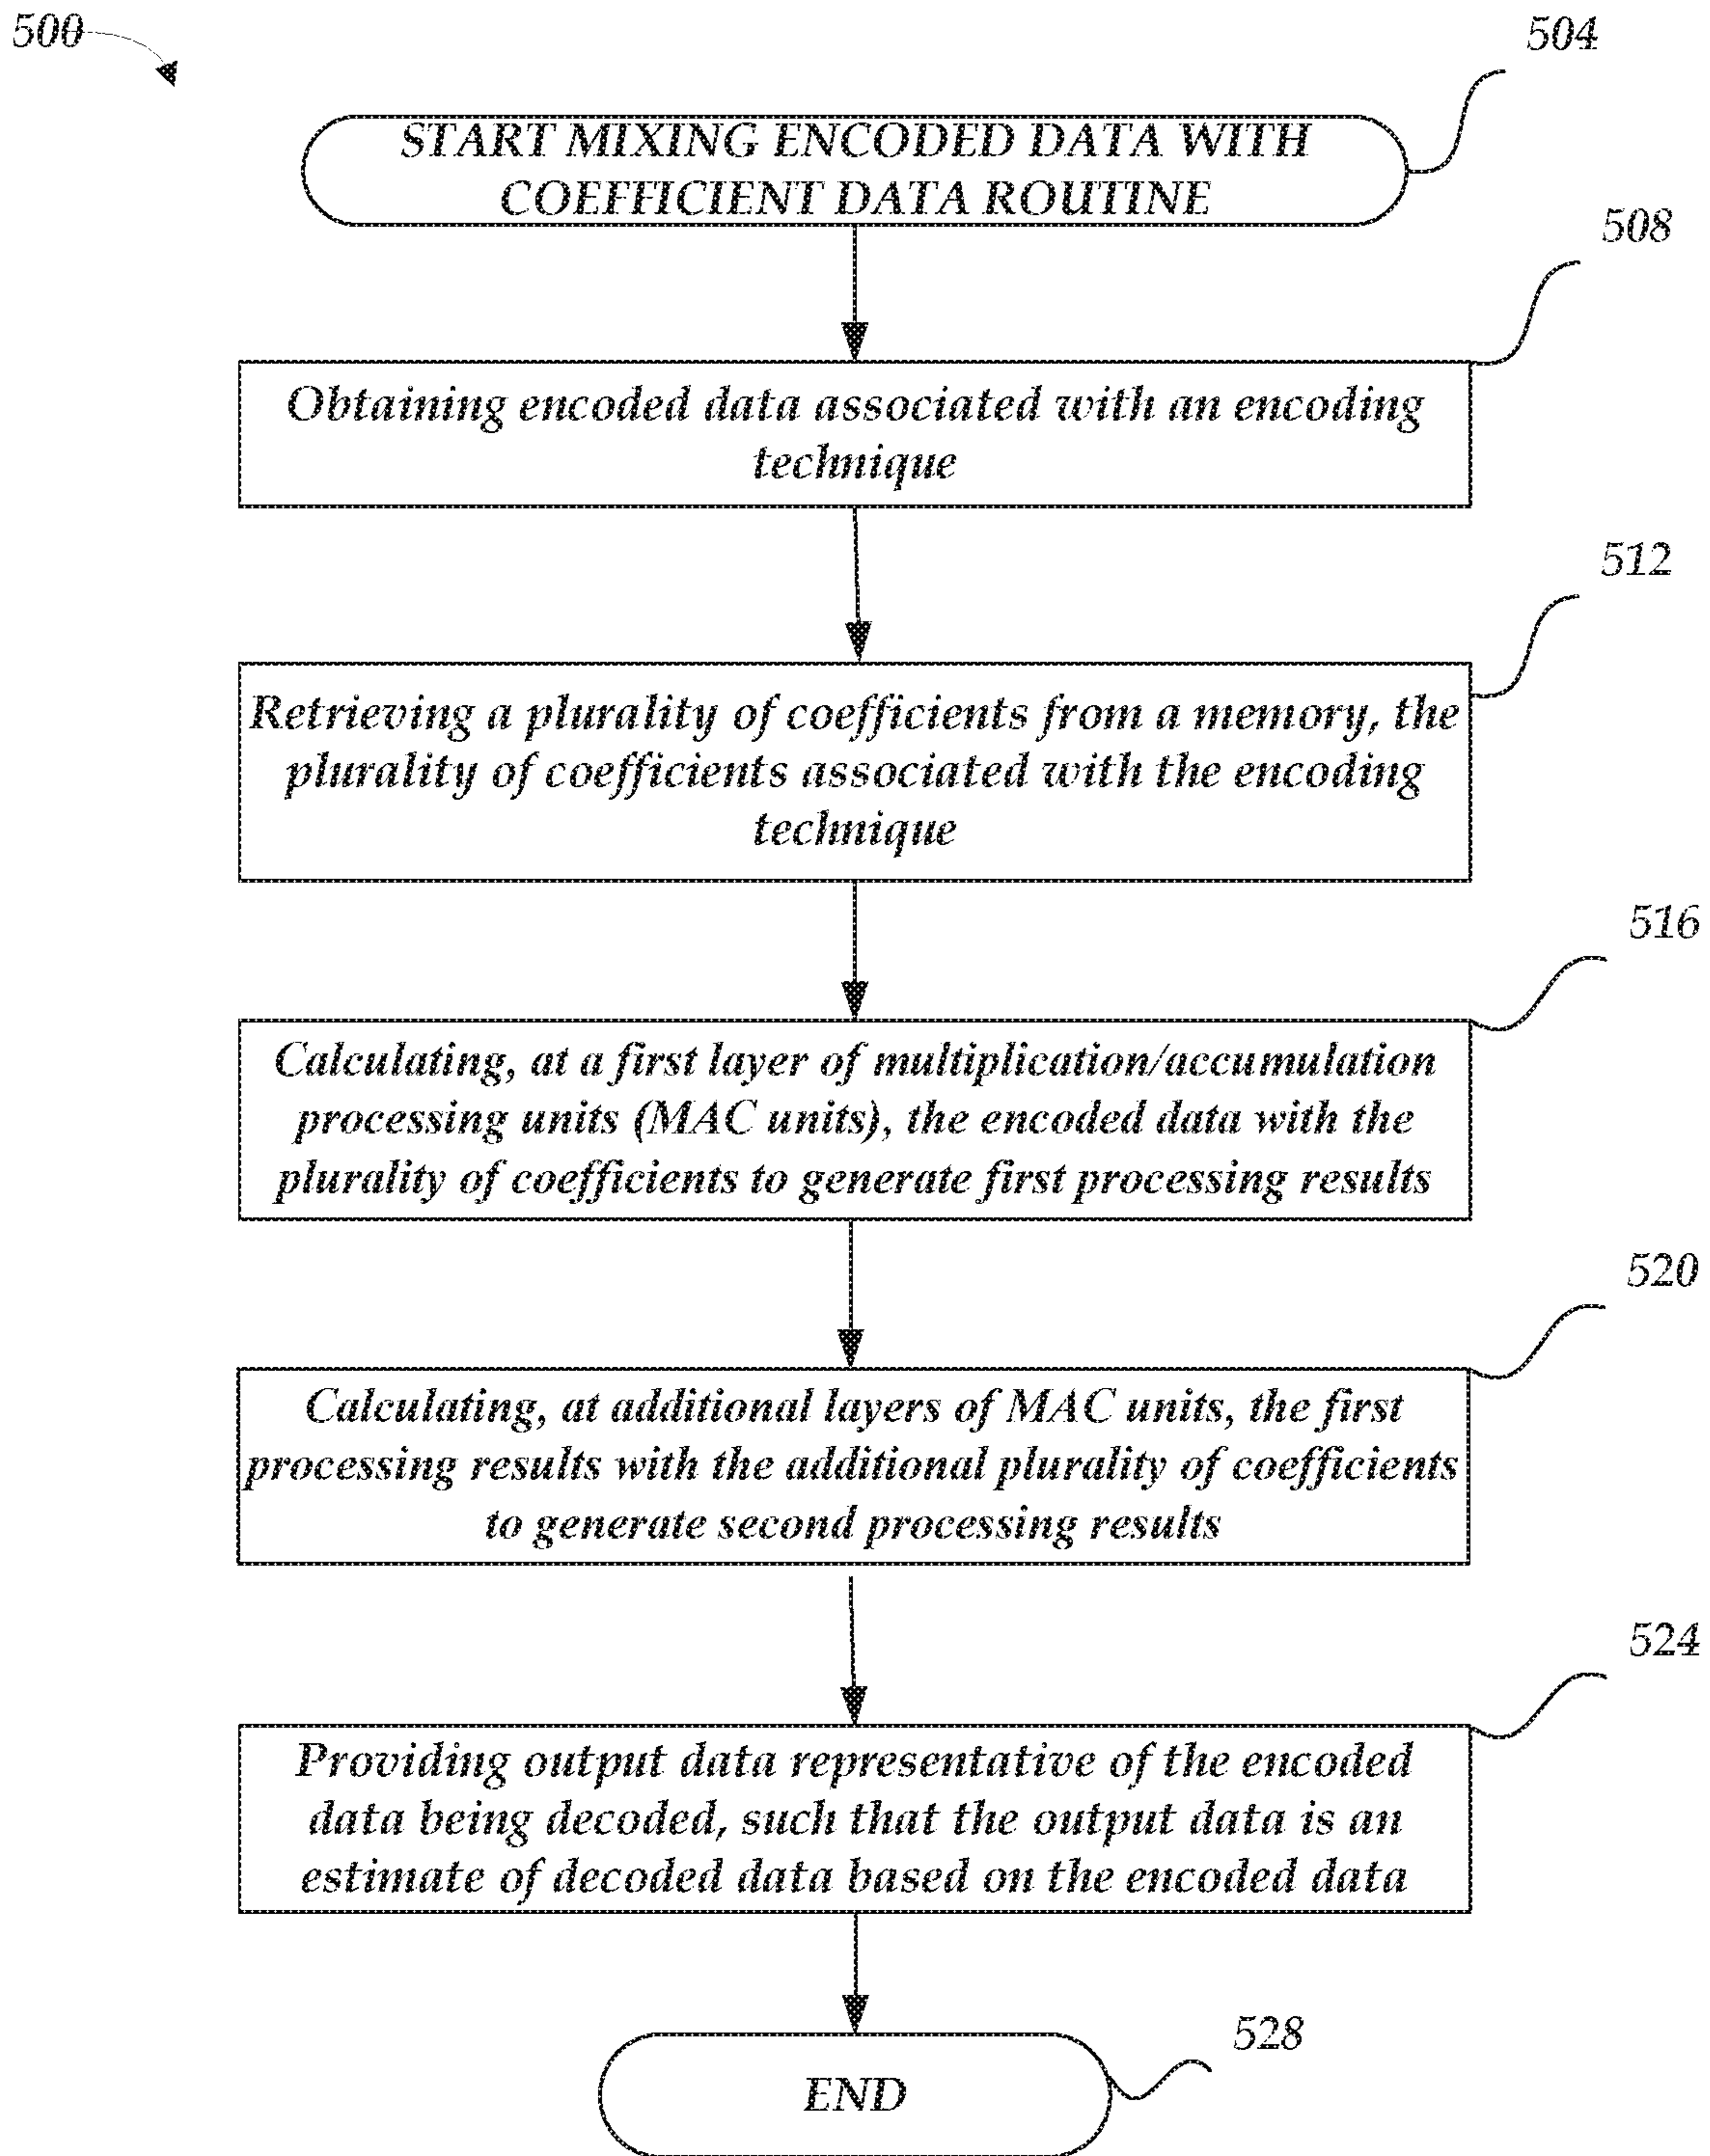 500
504
START MIXING ENCODED DATA WITH
COEFFICIENT DATA ROUTINE
508
Obtaining encoded data associated with an encoding
technique
512
Retrieving a plurality of coefficients from a memory, the
plurality of coefficients associated with the encoding
technique
516
Calculating, at a first layer of multiplication/accumulation
processing units (MAC units), the encoded data with the
plurality of coefficients to generate first processing results
520
Calculating, at additional layers of MAC units, the first
processing results with the additional plurality of coefficients
to generate second processing results
524
Providing output data representative of the encoded
data being decoded, such that the output data is an
estimate of decoded data based on the encoded data
528
END